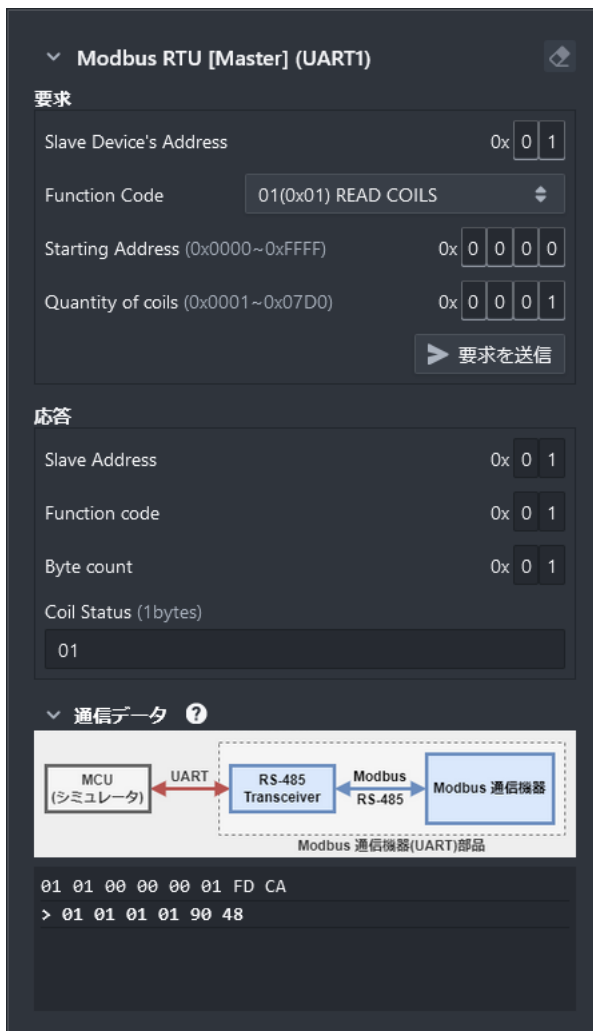 Modbus RTU [Master] (UART1)
要求
Slave Device's Address 0x 0 1
Function Code 01(0x01) READ COILS
Starting Address (0x0000~0xFFFF) 0x 0 0 0 0
Quantity of coils (0x0001~0x07D0) 0x 0 0 0 1
要求を送信
応答
Slave Address 0x 0 1
Function code 0x 0 1
Byte count 0x 0 1
Coil Status (1bytes)
01
通信データ ?
MCU
(シミュレータ)
UART
RS-485
Transceiver
Modbus
RS-485
Modbus 通信機器
Modbus 通信機器(UART)部品
01 01 00 00 00 01 FD CA
> 01 01 01 01 90 48